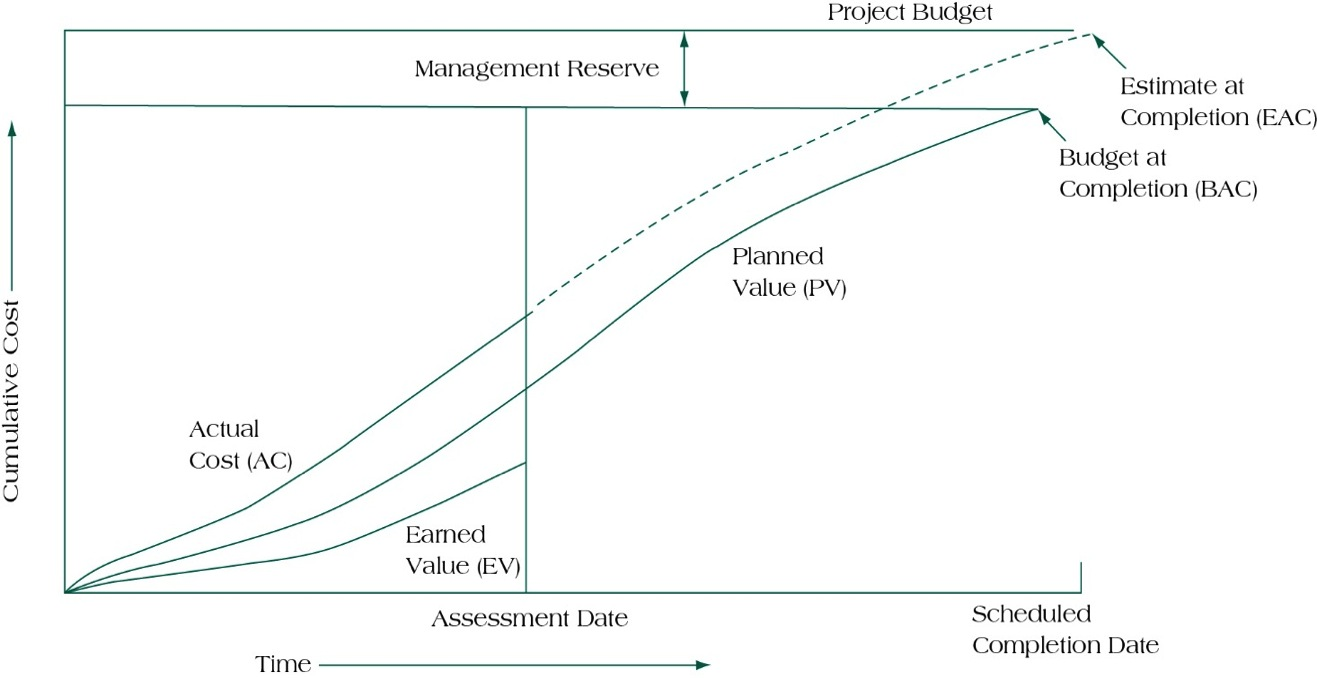 Project Budget
Management Reserve
Estimate at
Completion (EAC)
Budget at
Completion (BAC)
Planned
Value (PV)
Cumulative Cost
Actual
Cost (AC)
Earned
Value (EV)
Assessment Date
Scheduled
Completion Date
Time